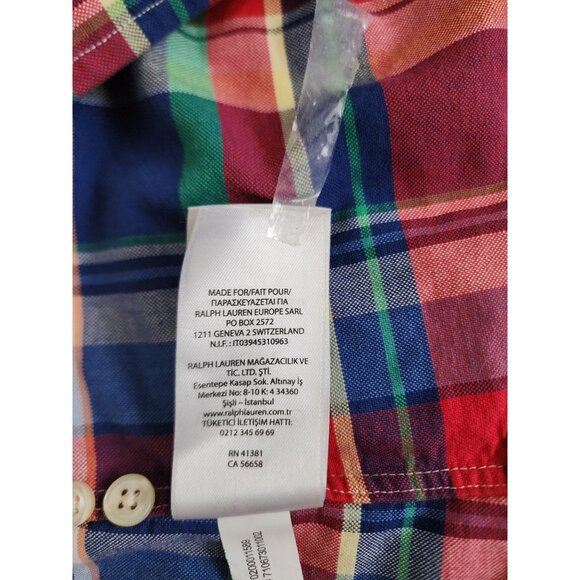 MADE FOR/FAIT POUR/
ΠΑΡΑΣΚΕΥΑΖΕΤΑΙ ΓΙΑ
RALPH LAUREN EUROPE SARL
PO BOX 2572
1211 GENEVA 2 SWITZERLAND
N.I.F. : IT03945310963
RALPH LAUREN MAĞAZACILIK VE
TİC. LTD. ŞTİ.
Esentepe Kasap Sok. Altınay İş
Merkezi No: 8-10 K: 4 34360
Şişli – İstanbul
www.ralphlauren.com.tr
TÜKETİCİ İLETİŞİM HATTI:
0212 345 69 69
RN 41381
CA 56658
0200011589
710673011002